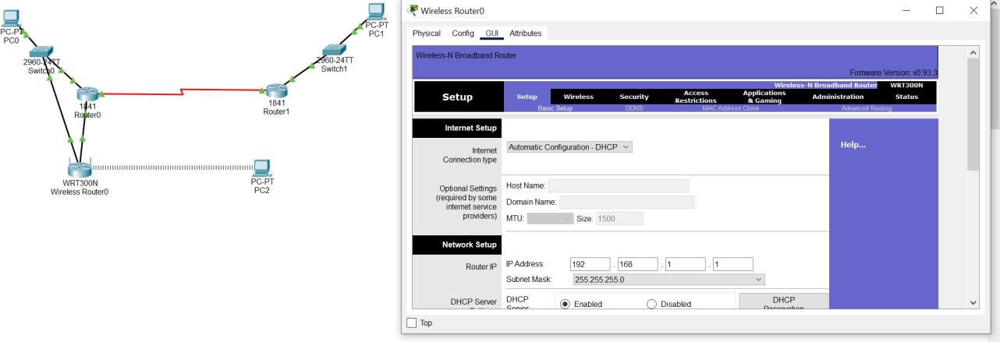 PC-PT
PC0
2960-24TT
Switch0
1841
Router0
WRT300N
Wireless Router0
PC-PT
PC1
2960-24TT
Switch1
1841
Router1
PC-PT
PC2
Wireless Router0
Physical Config GUI Attributes
Wireless-N Broadband Router
Firmware Version: v0.93.3
Wireless-N Broadband Router WRT300N
Setup
Setup Wireless Security Access Restrictions Applications & Gaming Administration Status
Basic Setup DDNS MAC Address Clone Advanced Routing
Internet Setup
Internet
Connection type
Automatic Configuration - DHCP
Help...
Optional Settings
(required by some
internet service
providers)
Host Name:
Domain Name:
MTU: Size: 1500
Network Setup
Router IP
IP Address: 192 . 168 . 1 . 1
Subnet Mask: 255.255.255.0
DHCP Server
DHCP
Server: Enabled Disabled
DHCP
Reservation
Top